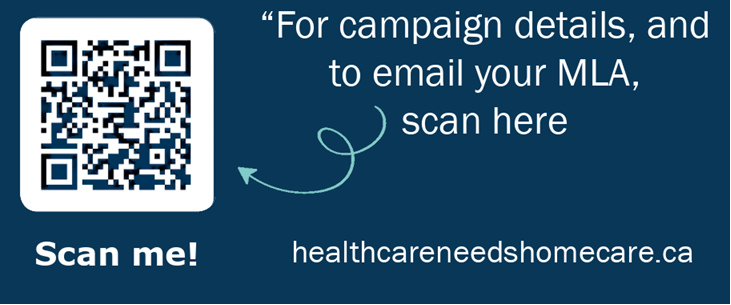 “For campaign details, and
to email your MLA,
scan here
Scan me!
healthcareneedshomecare.ca